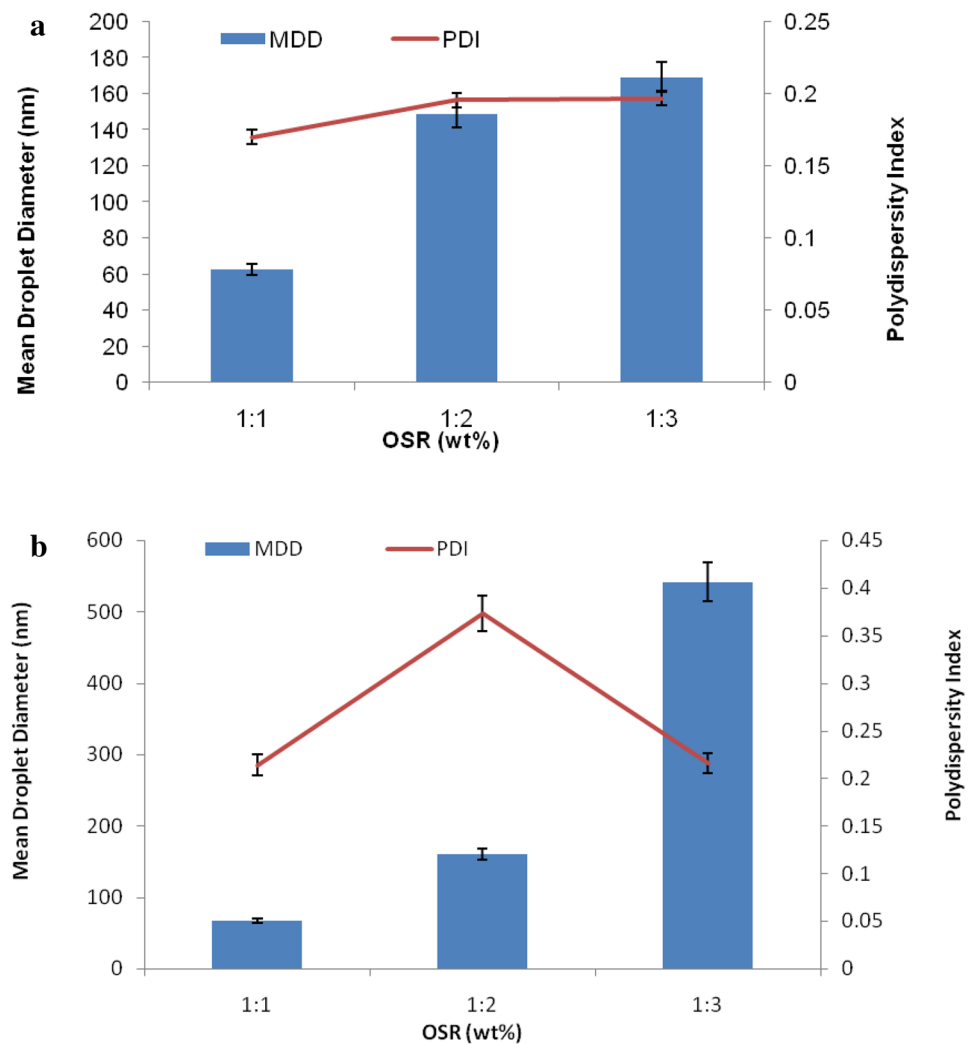 a
MDD PDI
Mean Droplet Diameter (nm)
200
180
160
140
120
100
80
60
40
20
0
0.25
0.2
0.15
0.1
0.05
0
Polydispersity Index
1:1 1:2 1:3
OSR (wt%)
b
MDD PDI
Mean Droplet Diameter (nm)
600
500
400
300
200
100
0
0.45
0.4
0.35
0.3
0.25
0.2
0.15
0.1
0.05
0
Polydispersity Index
1:1 1:2 1:3
OSR (wt%)